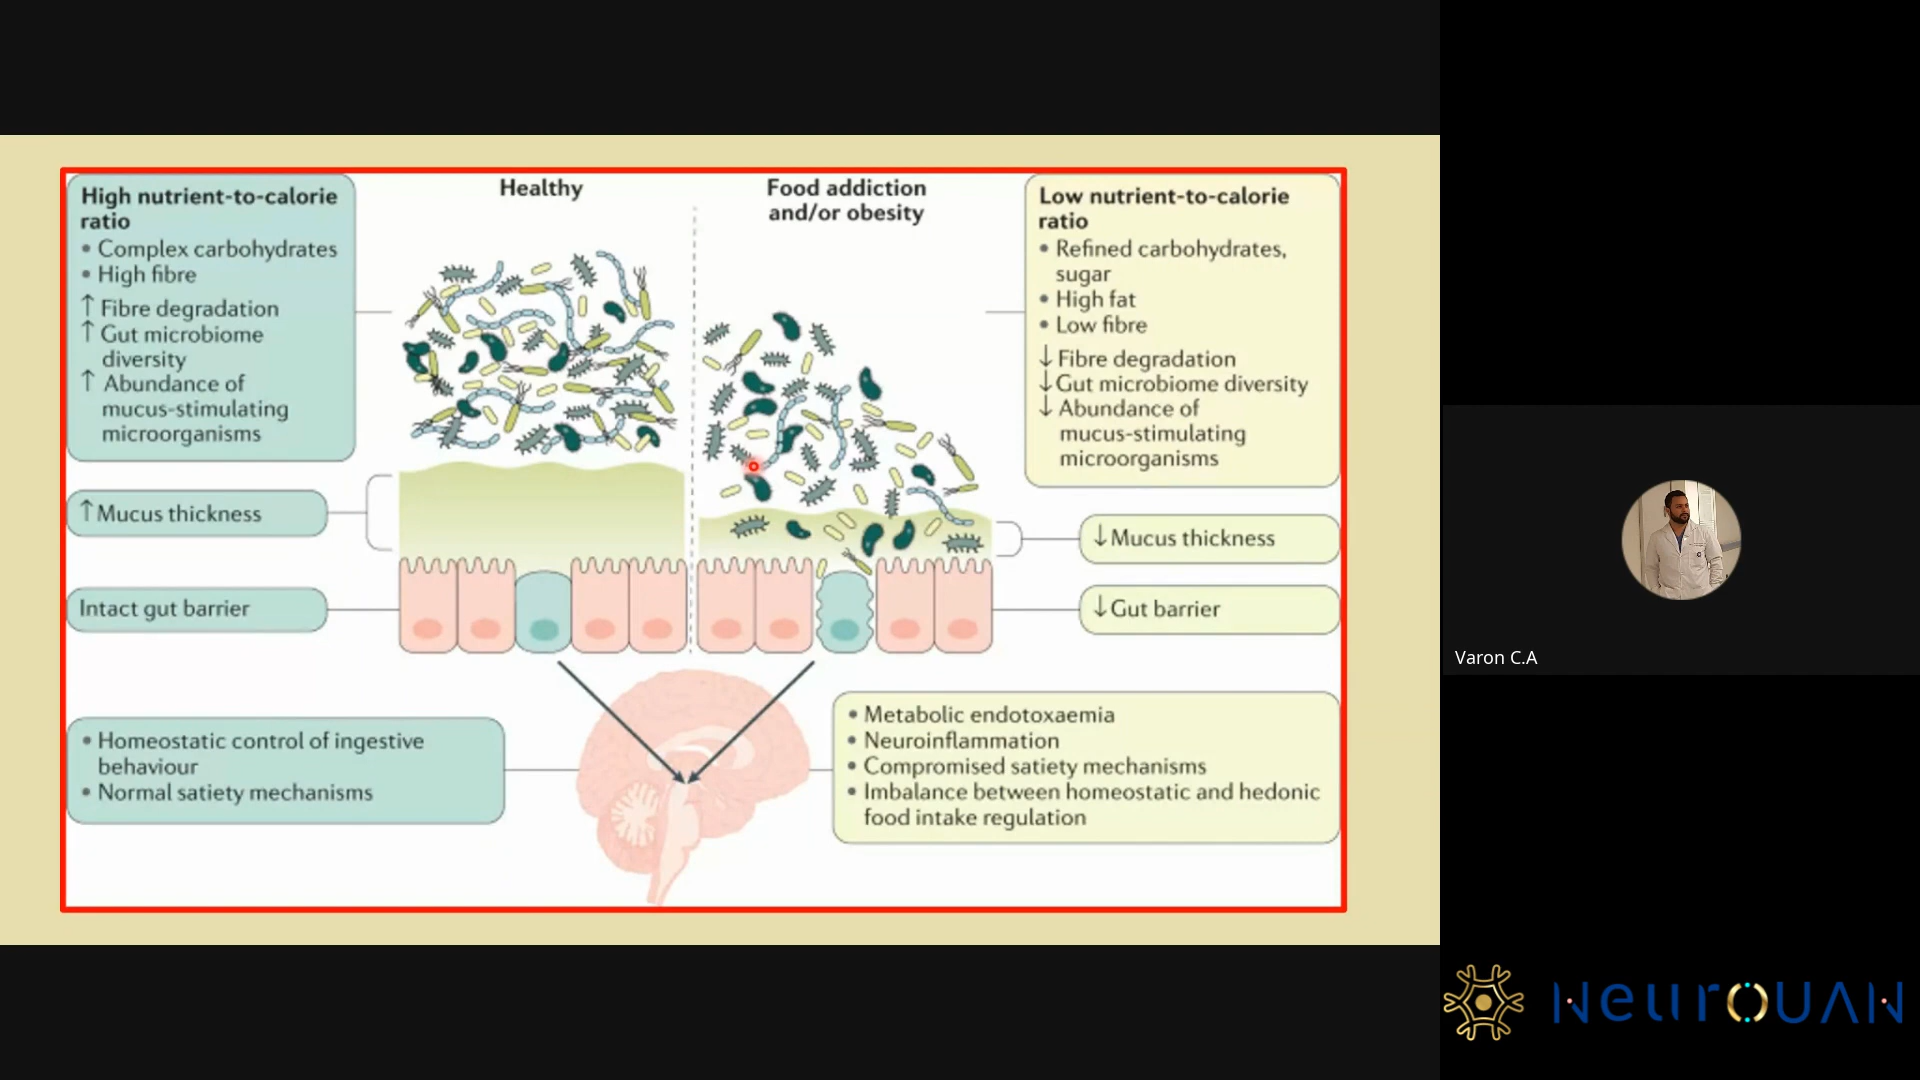 High nutrient-to-calorie
ratio
• Complex carbohydrates
• High fibre
↑ Fibre degradation
↑ Gut microbiome
diversity
↑ Abundance of
mucus-stimulating
microorganisms
Healthy
Food addiction
and/or obesity
Low nutrient-to-calorie
ratio
• Refined carbohydrates,
sugar
• High fat
• Low fibre
↓ Fibre degradation
↓ Gut microbiome diversity
↓ Abundance of
mucus-stimulating
microorganisms
↑ Mucus thickness
↓ Mucus thickness
Intact gut barrier
↓ Gut barrier
• Homeostatic control of ingestive
behaviour
• Normal satiety mechanisms
• Metabolic endotoxaemia
• Neuroinflammation
• Compromised satiety mechanisms
• Imbalance between homeostatic and hedonic
food intake regulation
Varon C.A
NeurOUAN